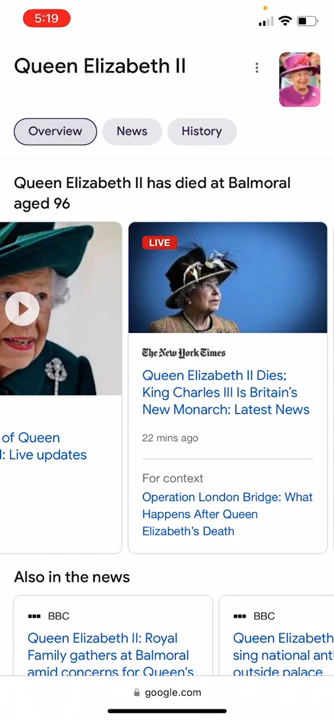 5:19
Queen Elizabeth II
Overview
News
History
Queen Elizabeth II has died at Balmoral
aged 96
of Queen
: Live updates
LIVE
The New York Times
Queen Elizabeth II Dies;
King Charles III Is Britain's
New Monarch: Latest News
22 mins ago
For context
Operation London Bridge: What
Happens After Queen
Elizabeth's Death
Also in the news
BBC
Queen Elizabeth II: Royal
Family gathers at Balmoral
amid concerns for Queen's
BBC
Queen Elizabeth
sing national ant
outside palace
google.com